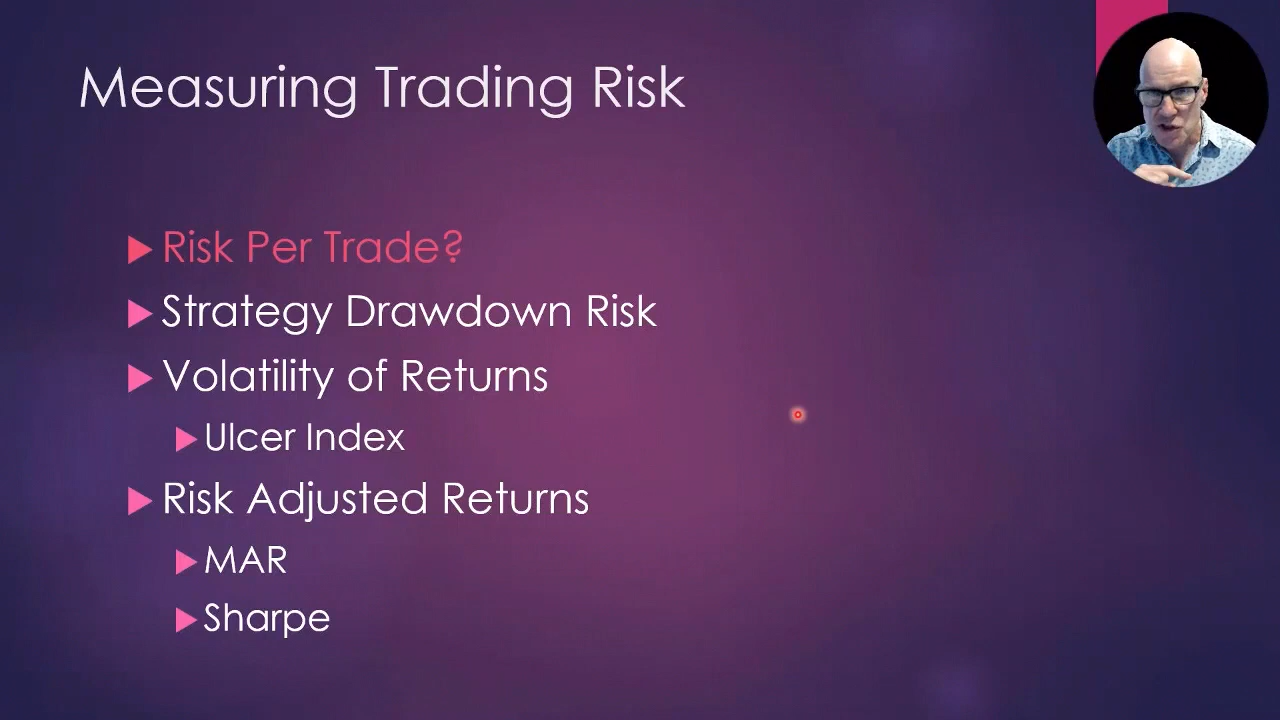 Measuring Trading Risk
Risk Per Trade?
Strategy Drawdown Risk
Volatility of Returns
Ulcer Index
Risk Adjusted Returns
MAR
Sharpe